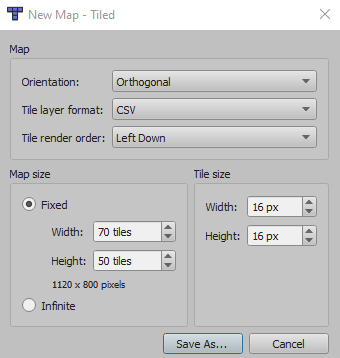 New Map - Tiled
Map
Orientation: Orthogonal
Tile layer format: CSV
Tile render order: Left Down
Map size
Fixed
Width: 70 tiles
Height: 50 tiles
1120 x 800 pixels
Infinite
Tile size
Width: 16 px
Height: 16 px
Save As...
Cancel